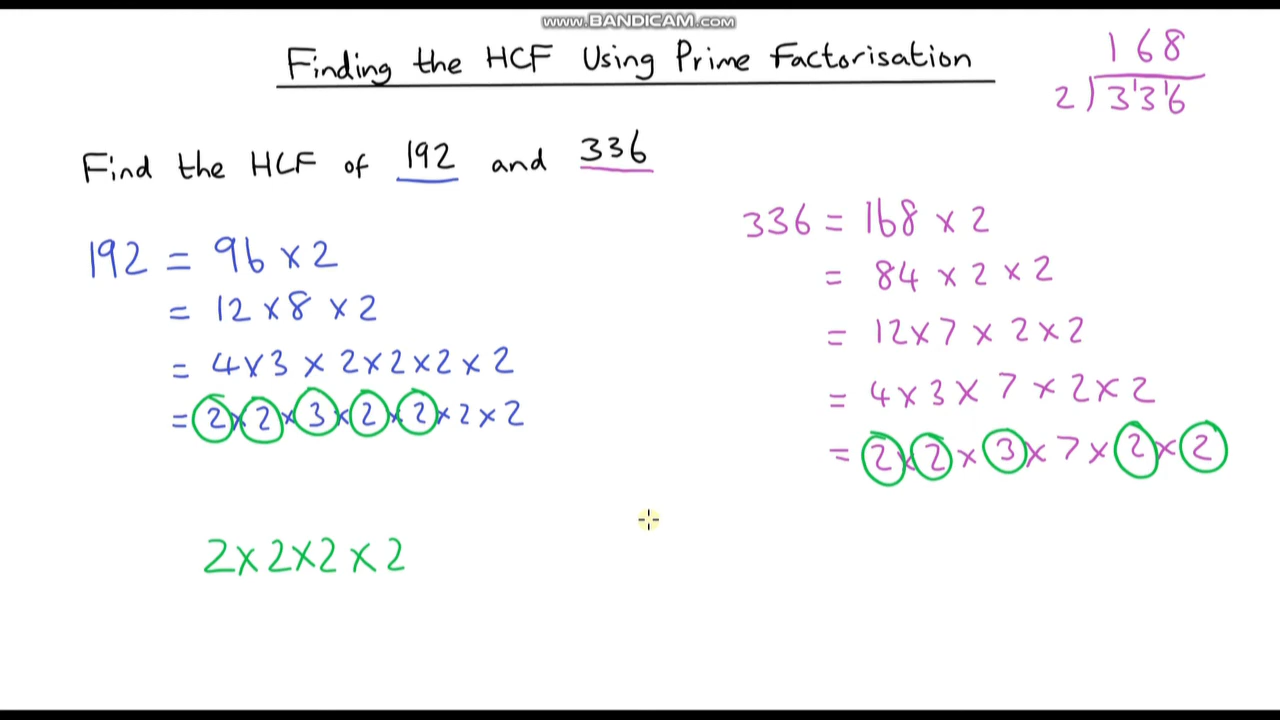 www.BANDICAM.com
Finding the HCF Using Prime Factorisation
168
2) 3¹3¹6
Find the HCF of 192 and 336
192 = 96 × 2
= 12 × 8 × 2
= 4 × 3 × 2 × 2 × 2 × 2
= 2 × 2 × 3 × 2 × 2 × 2 × 2
336 = 168 × 2
= 84 × 2 × 2
= 12 × 7 × 2 × 2
= 4 × 3 × 7 × 2 × 2
= 2 × 2 × 3 × 7 × 2 × 2
2 × 2 × 2 × 2